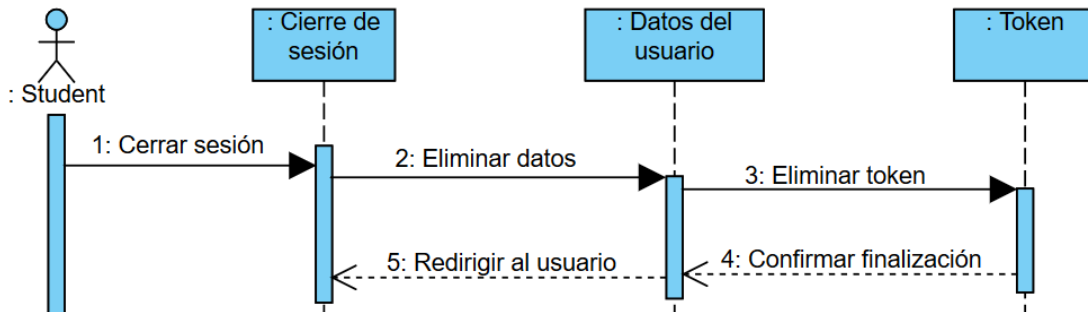 : Student
: Cierre de
sesión
: Datos del
usuario
: Token
1: Cerrar sesión
2: Eliminar datos
3: Eliminar token
4: Confirmar finalización
5: Redirigir al usuario